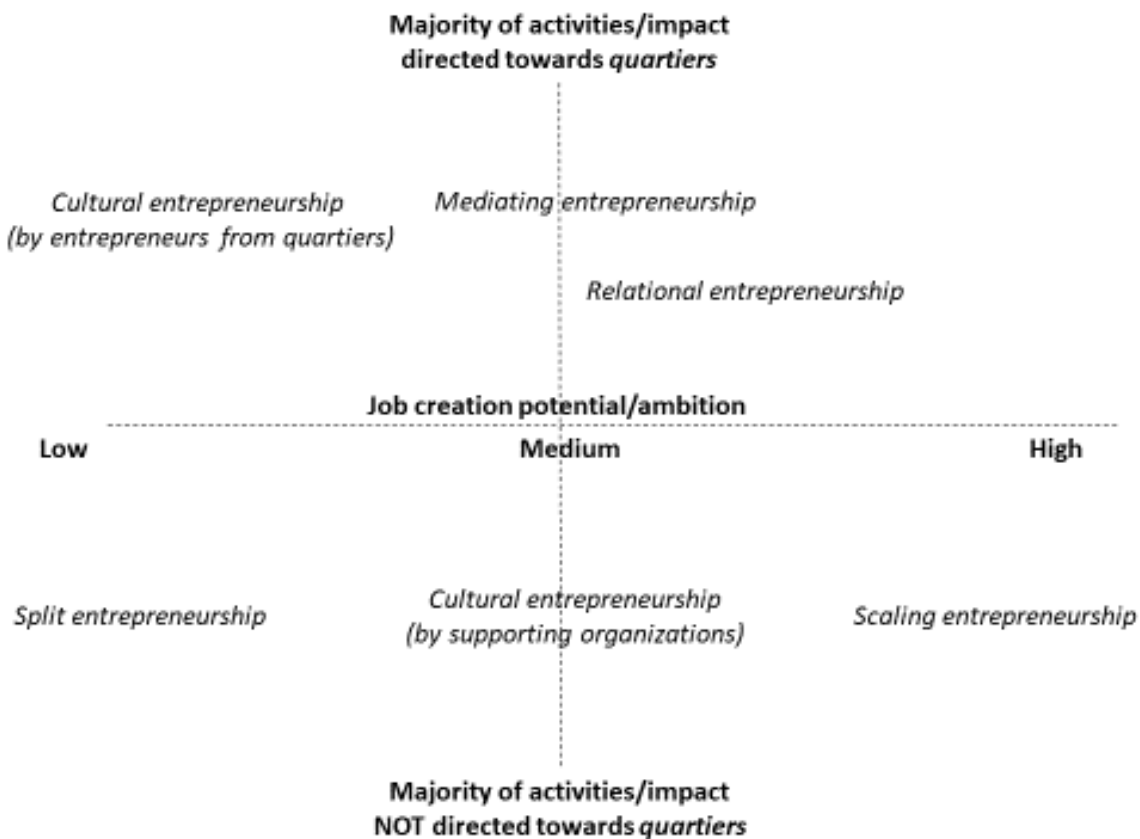 Majority of activities/impact
directed towards quartiers
Cultural entrepreneurship
(by entrepreneurs from quartiers)
Mediating entrepreneurship
Relational entrepreneurship
Job creation potential/ambition
Low
Medium
High
Split entrepreneurship
Cultural entrepreneurship
(by supporting organizations)
Scaling entrepreneurship
Majority of activities/impact
NOT directed towards quartiers